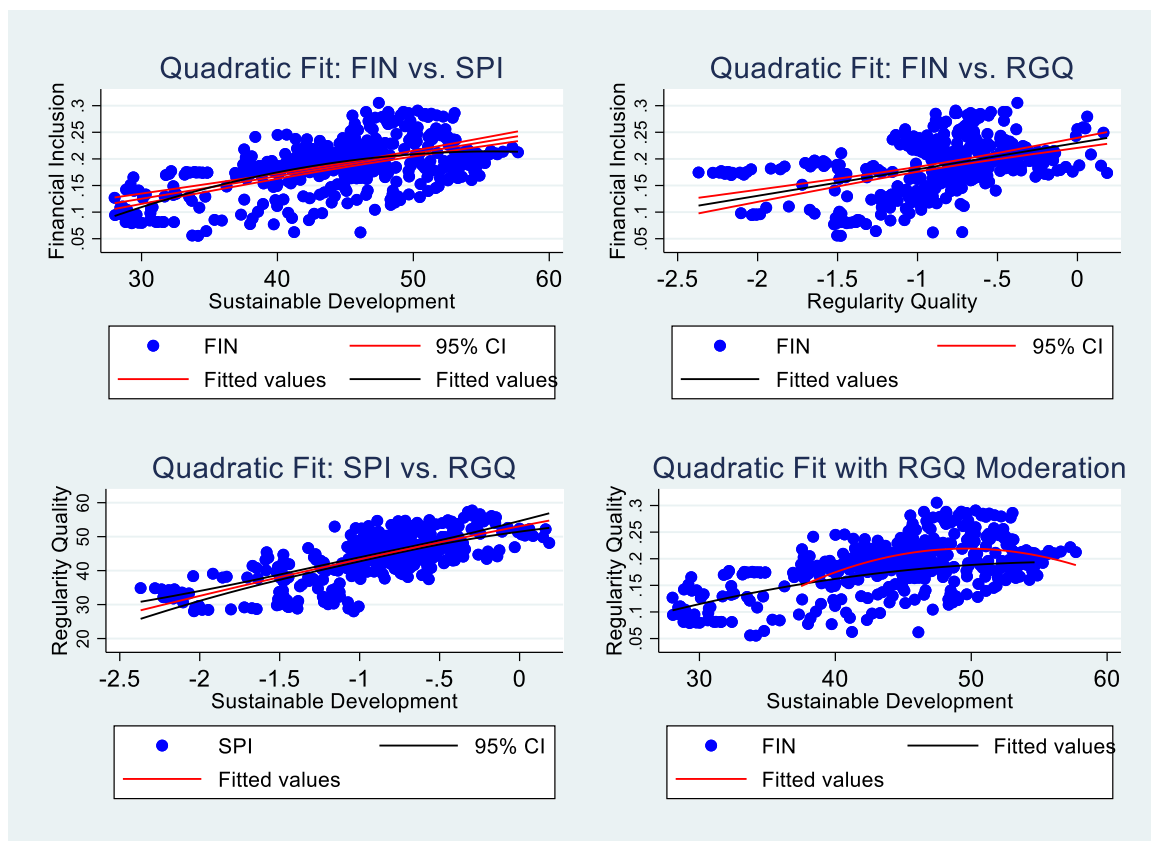 Quadratic Fit: FIN vs. SPI
Financial Inclusion
.3
.25
.2
.15
.1
.05
30 40 50 60
Sustainable Development
FIN 95% CI
Fitted values Fitted values
Quadratic Fit: FIN vs. RGQ
Financial Inclusion
.3
.25
.2
.15
.1
.05
-2.5 -2 -1.5 -1 -.5 0
Regularity Quality
FIN 95% CI
Fitted values
Quadratic Fit: SPI vs. RGQ
Regularity Quality
60
50
40
30
20
-2.5 -2 -1.5 -1 -.5 0
Sustainable Development
SPI 95% CI
Fitted values
Quadratic Fit with RGQ Moderation
Financial Inclusion
.3
.25
.2
.15
.1
.05
30 40 50 60
Sustainable Development
FIN Fitted values
Fitted values